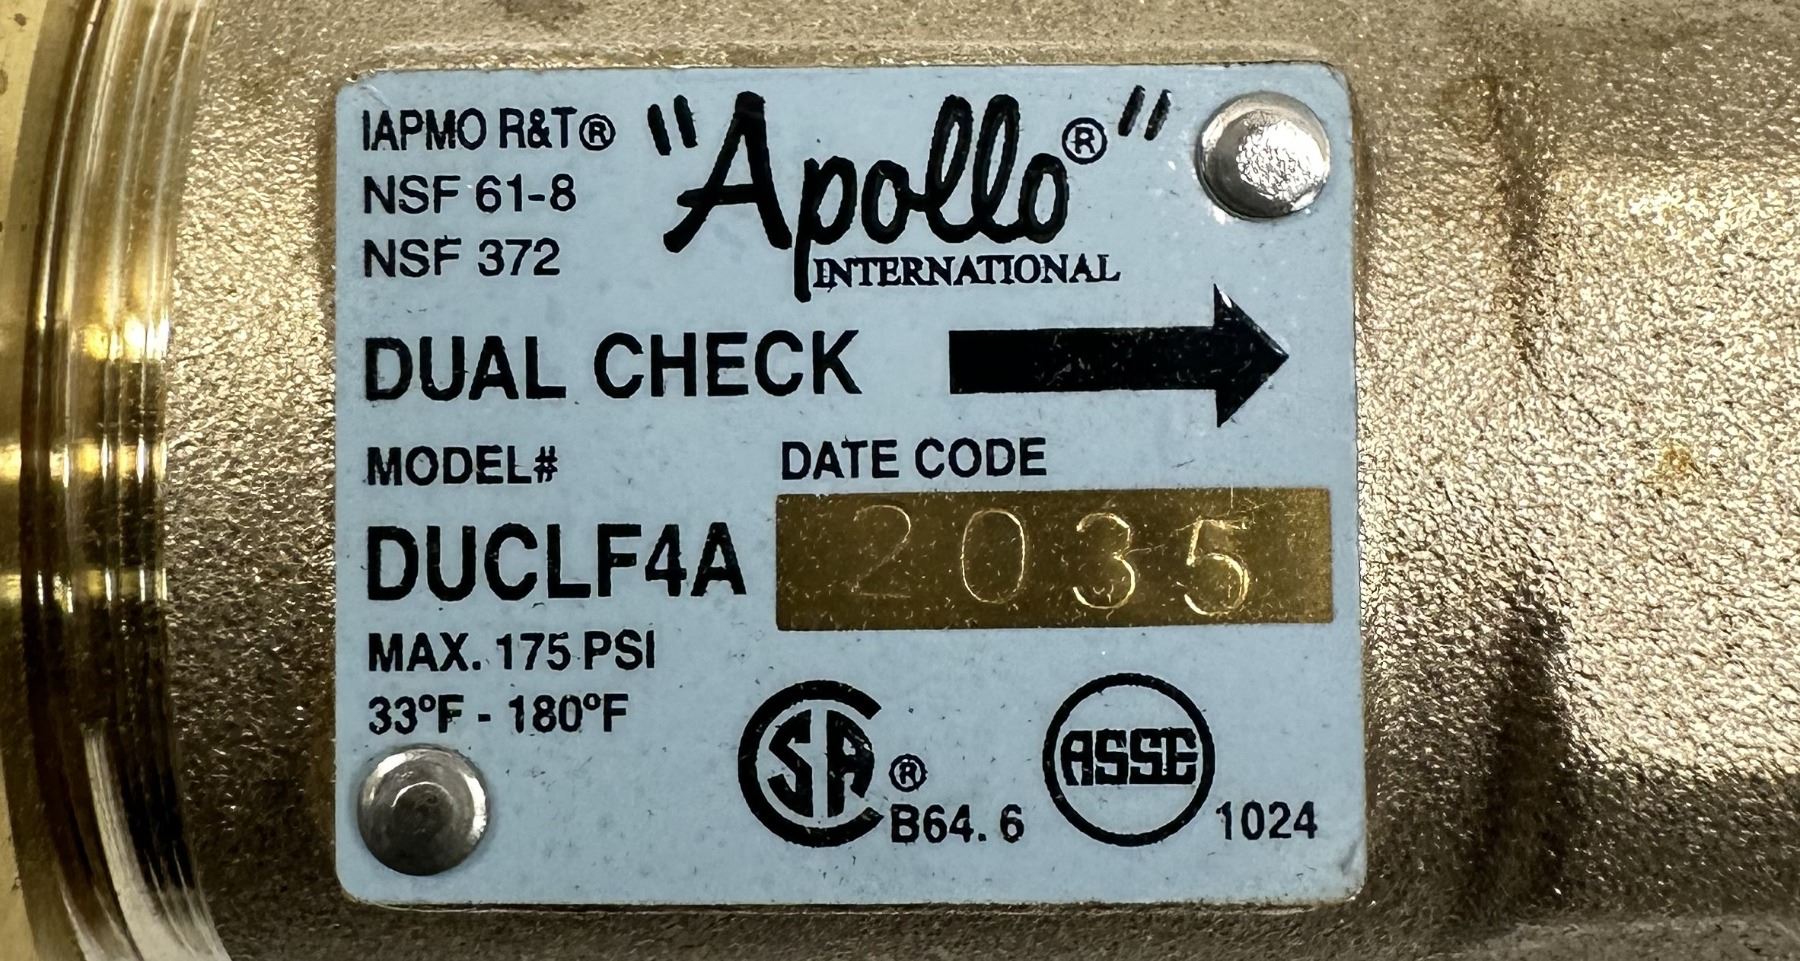 IAPMO R&T®
NSF 61-8
NSF 372
"Apollo®"
INTERNATIONAL
DUAL CHECK
MODEL#
DUCLF4A
DATE CODE
2035
MAX. 175 PSI
33°F - 180°F
CSA®
B64.6
ASSE
1024